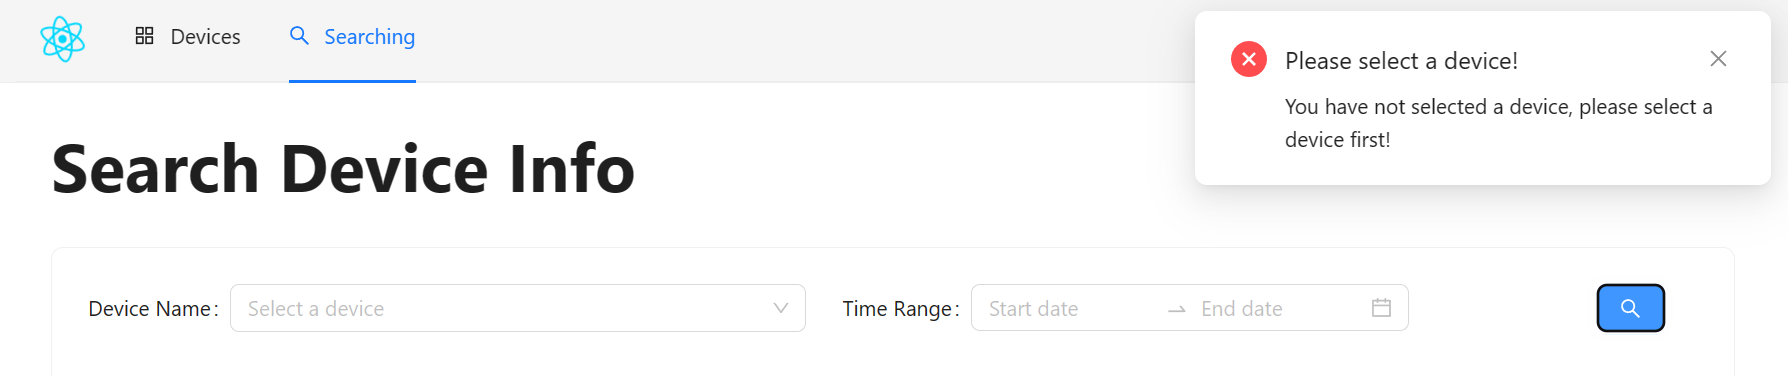 Devices
Searching
Please select a device!
You have not selected a device, please select a
device first!
Search Device Info
Device Name:
Select a device
Time Range:
Start date
End date